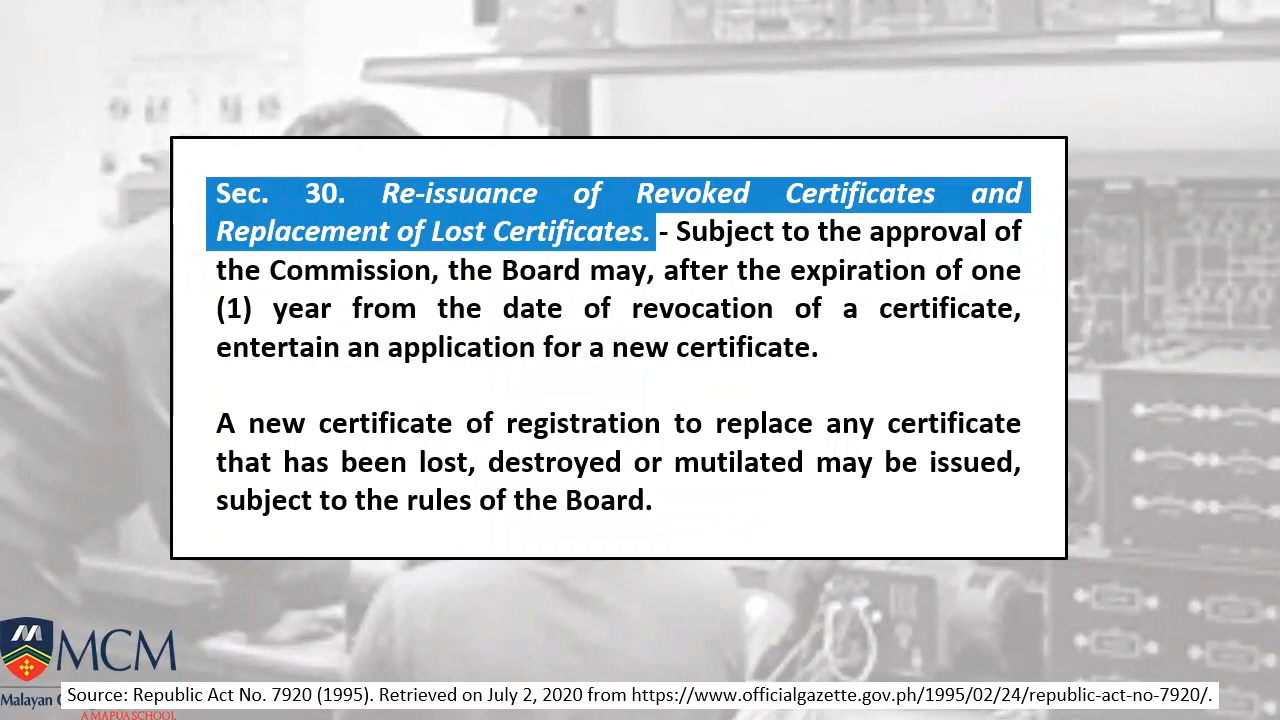 Sec. 30. Re-issuance of Revoked Certificates and
Replacement of Lost Certificates. - Subject to the approval of
the Commission, the Board may, after the expiration of one
(1) year from the date of revocation of a certificate,
entertain an application for a new certificate.
A new certificate of registration to replace any certificate
that has been lost, destroyed or mutilated may be issued,
subject to the rules of the Board.
MCM
Malayan
Source: Republic Act No. 7920 (1995). Retrieved on July 2, 2020 from https://www.officialgazette.gov.ph/1995/02/24/republic-act-no-7920/.
A MAPUA SCHOOL